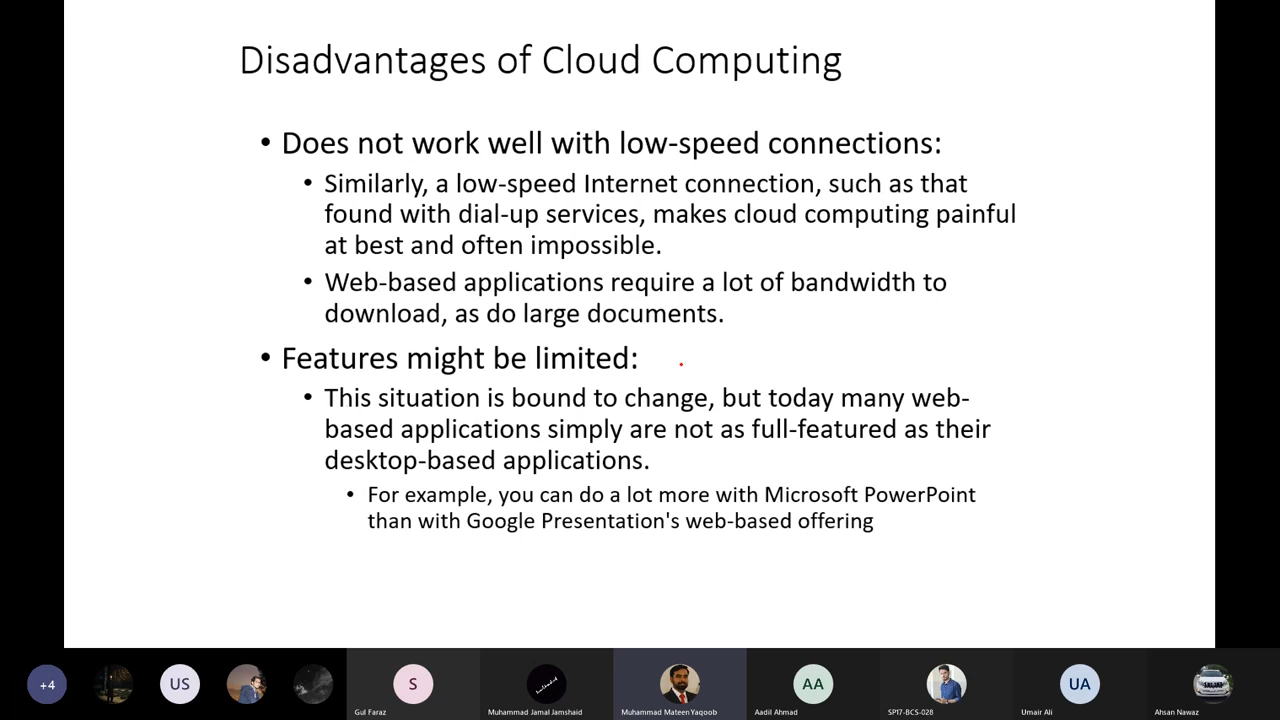 Disadvantages of Cloud Computing
• Does not work well with low-speed connections:
• Similarly, a low-speed Internet connection, such as that
found with dial-up services, makes cloud computing painful
at best and often impossible.
• Web-based applications require a lot of bandwidth to
download, as do large documents.
• Features might be limited:
• This situation is bound to change, but today many web-
based applications simply are not as full-featured as their
desktop-based applications.
• For example, you can do a lot more with Microsoft PowerPoint
than with Google Presentation's web-based offering
+4
US
S
AA
UA
Gul Faraz
Muhammad Jamal Jamshaid
Muhammad Mateen Yaqoob
Aadil Ahmad
SP17-BCS-028
Umair Ali
Ahsan Nawaz